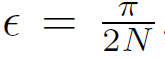 ϵ = π/2N.